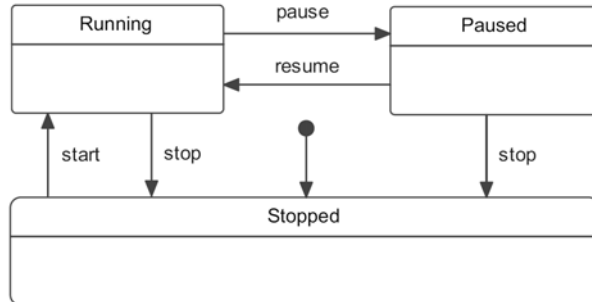 Running
pause
Paused
resume
start
stop
stop
Stopped